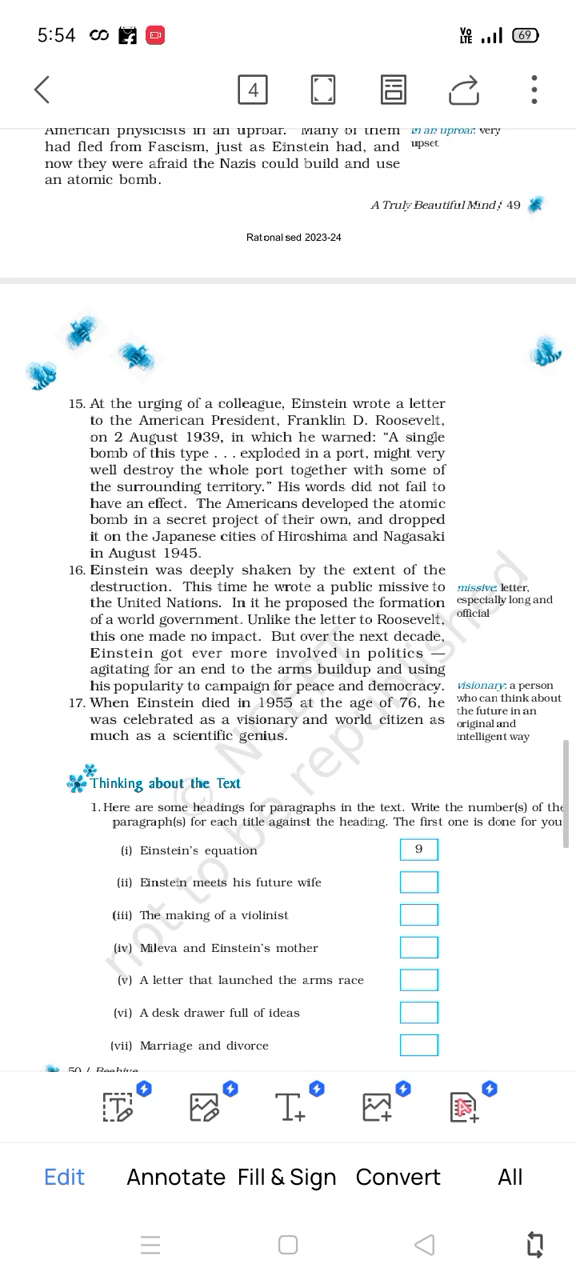 5:54
Vo LTE
69
4
American physicists in an uproar. Many of them
had fled from Fascism, just as Einstein had, and
now they were afraid the Nazis could build and use
an atomic bomb.
in an uproar: very
upset
A Truly Beautiful Mind / 49
Rationalised 2023-24
15. At the urging of a colleague, Einstein wrote a letter
to the American President, Franklin D. Roosevelt,
on 2 August 1939, in which he warned: “A single
bomb of this type . . . exploded in a port, might very
well destroy the whole port together with some of
the surrounding territory.” His words did not fail to
have an effect. The Americans developed the atomic
bomb in a secret project of their own, and dropped
it on the Japanese cities of Hiroshima and Nagasaki
in August 1945.
16. Einstein was deeply shaken by the extent of the
destruction. This time he wrote a public missive to
the United Nations. In it he proposed the formation
of a world government. Unlike the letter to Roosevelt,
this one made no impact. But over the next decade,
Einstein got ever more involved in politics —
agitating for an end to the arms buildup and using
his popularity to campaign for peace and democracy.
missive: letter,
especially long and
official
17. When Einstein died in 1955 at the age of 76, he
was celebrated as a visionary and world citizen as
much as a scientific genius.
visionary: a person
who can think about
the future in an
original and
intelligent way
© NCERT
not to be republished
Thinking about the Text
1. Here are some headings for paragraphs in the text. Write the number(s) of the
paragraph(s) for each title against the heading. The first one is done for you
(i) Einstein's equation 9
(ii) Einstein meets his future wife
(iii) The making of a violinist
(iv) Mileva and Einstein's mother
(v) A letter that launched the arms race
(vi) A desk drawer full of ideas
(vii) Marriage and divorce
50 / Beehive
Edit Annotate Fill & Sign Convert All